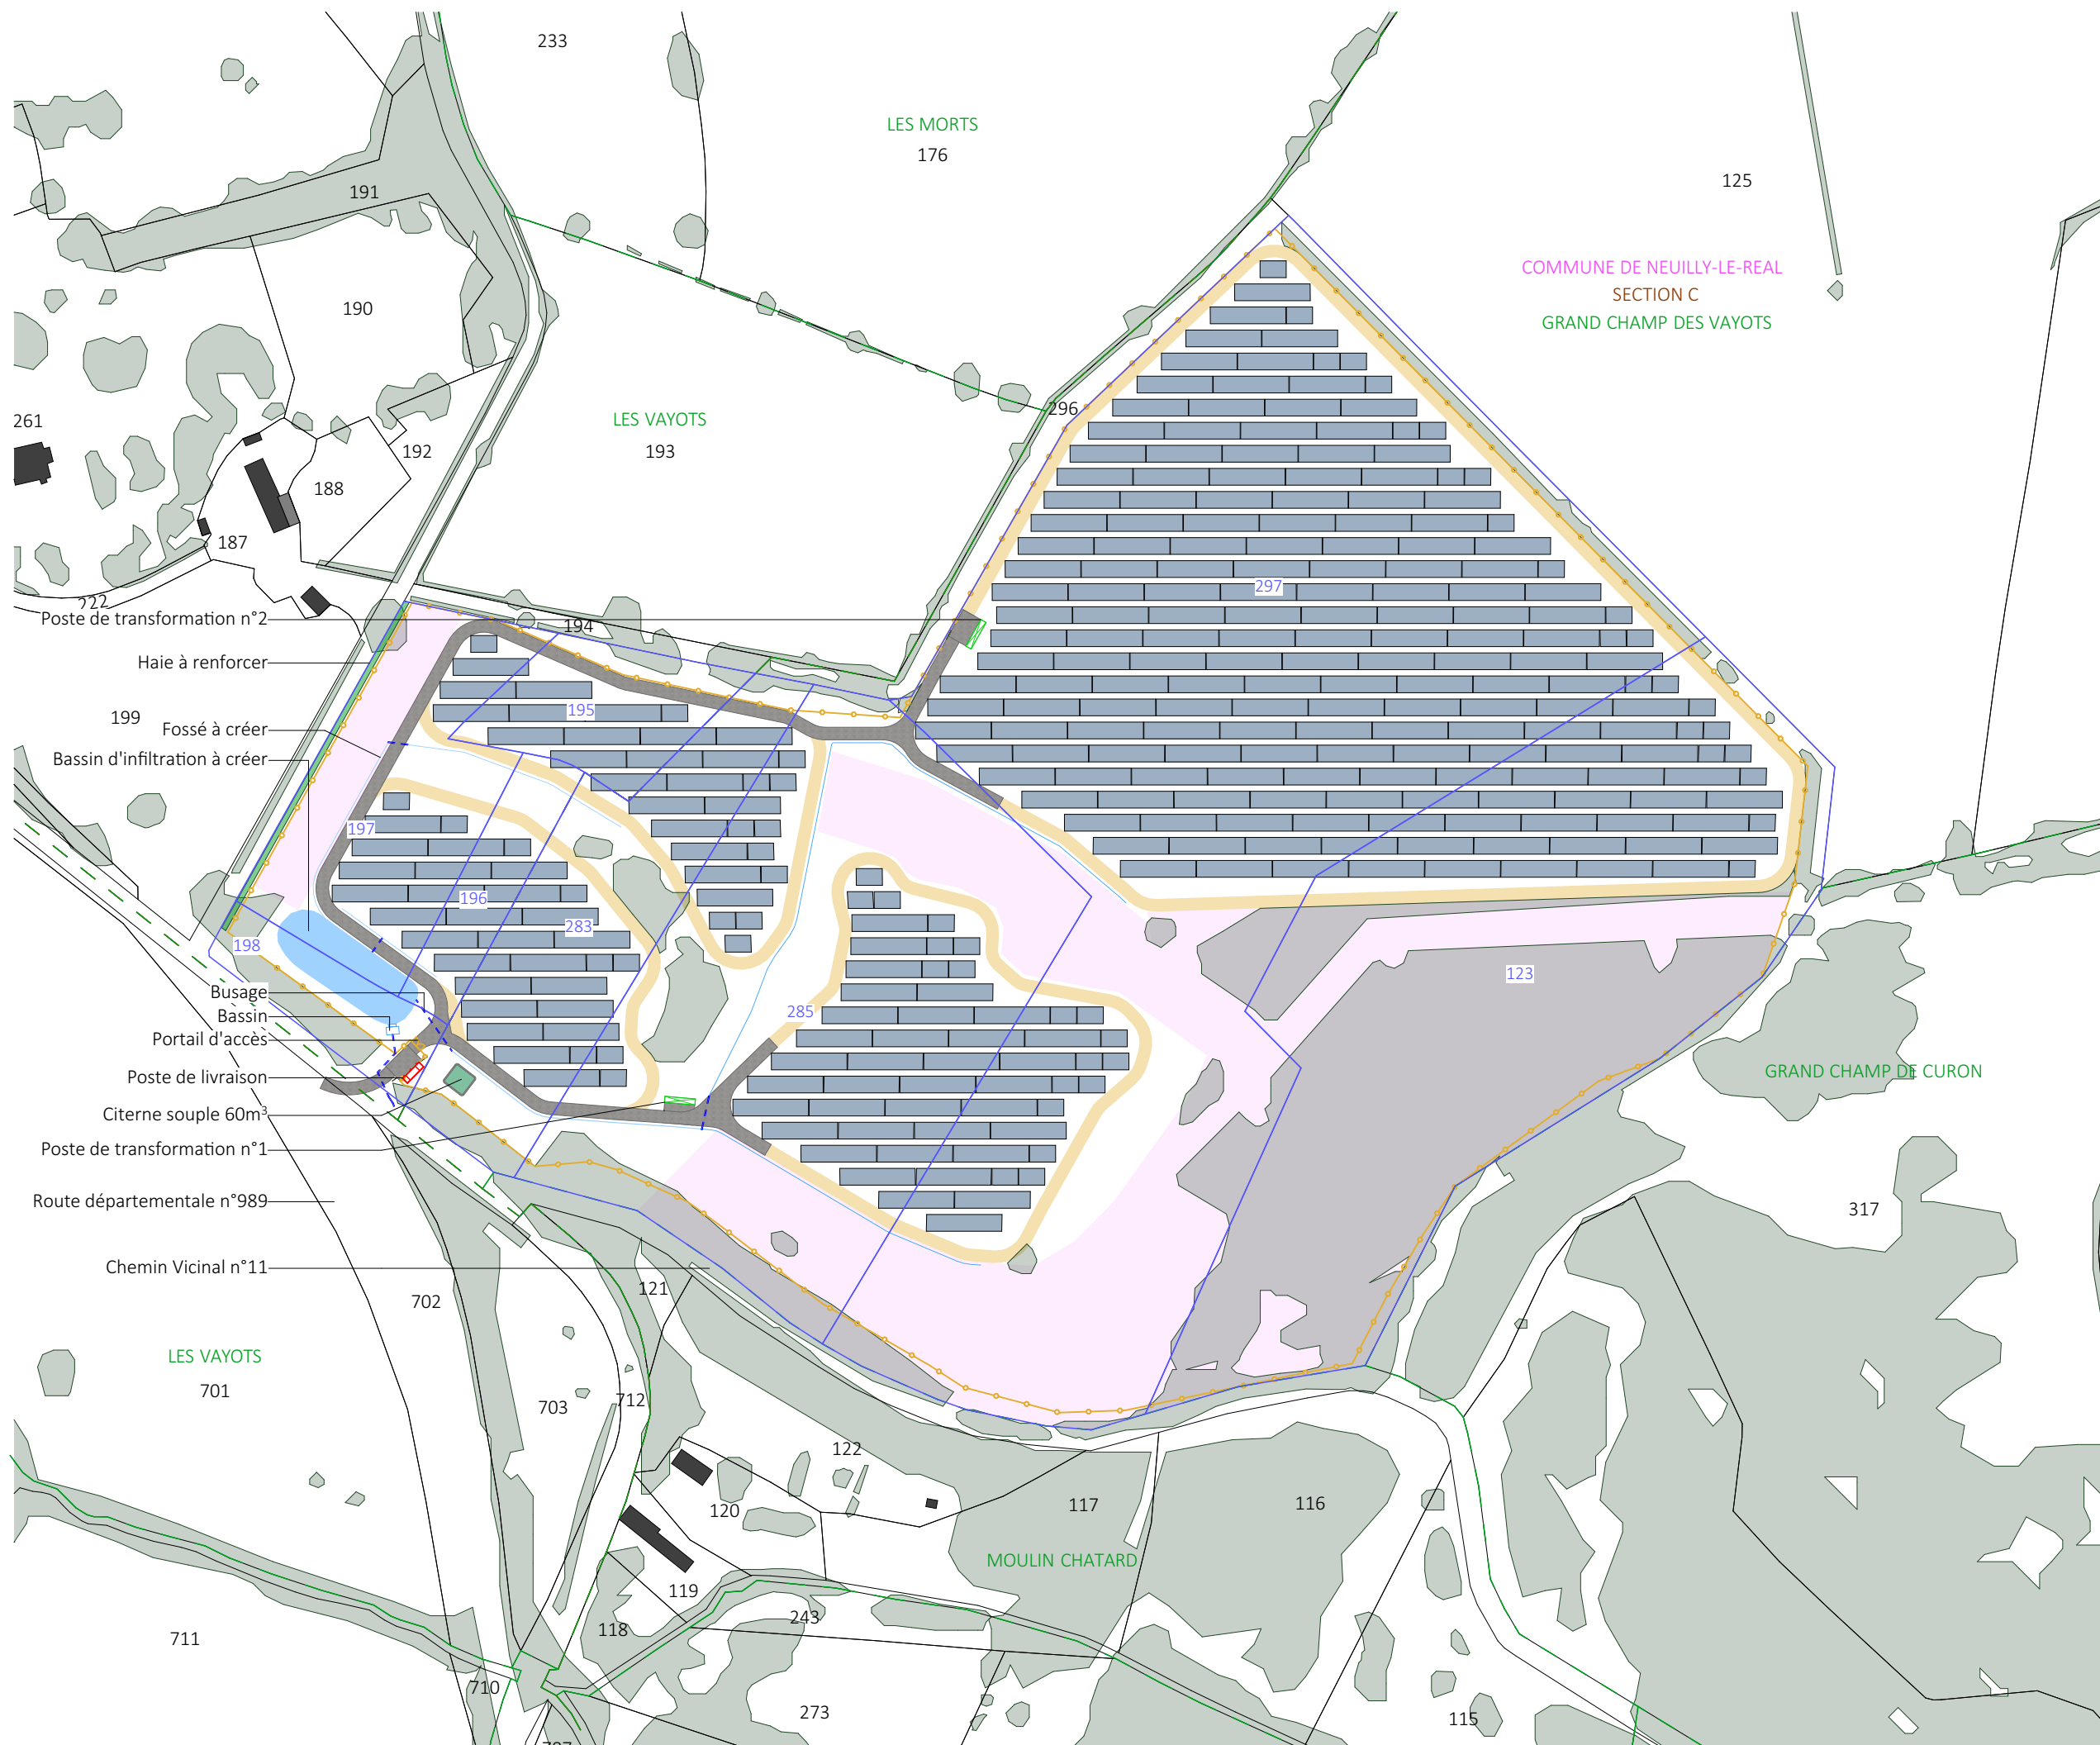 233
LES MORTS
176
125
191
COMMUNE DE NEUILLY-LE-REAL
SECTION C
GRAND CHAMP DES VAYOTS
190
296
261
LES VAYOTS
193
192
188
187
297
222
Poste de transformation n°2
194
Haie à renforcer
195
199
Fossé à créer
Bassin d'infiltration à créer
197
196
283
198
123
Busage
285
Bassin
Portail d'accès
Poste de livraison
GRAND CHAMP DE CURON
Citerne souple 60m³
Poste de transformation n°1
Route départementale n°989
317
Chemin Vicinal n°11
121
702
LES VAYOTS
701
703
712
122
117
116
120
MOULIN CHATARD
119
243
118
711
710
273
115